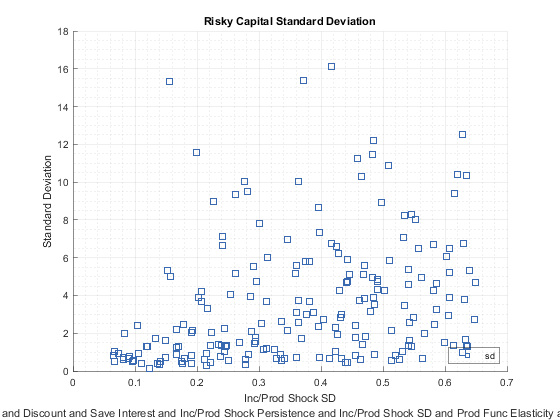 Risky Capital Standard Deviation
Standard Deviation
18
16
14
12
10
8
6
4
2
0
0 0.1 0.2 0.3 0.4 0.5 0.6 0.7
sd
Inc/Prod Shock SD
and Discount and Save Interest and Inc/Prod Shock Persistence and Inc/Prod Shock SD and Prod Func Elasticity